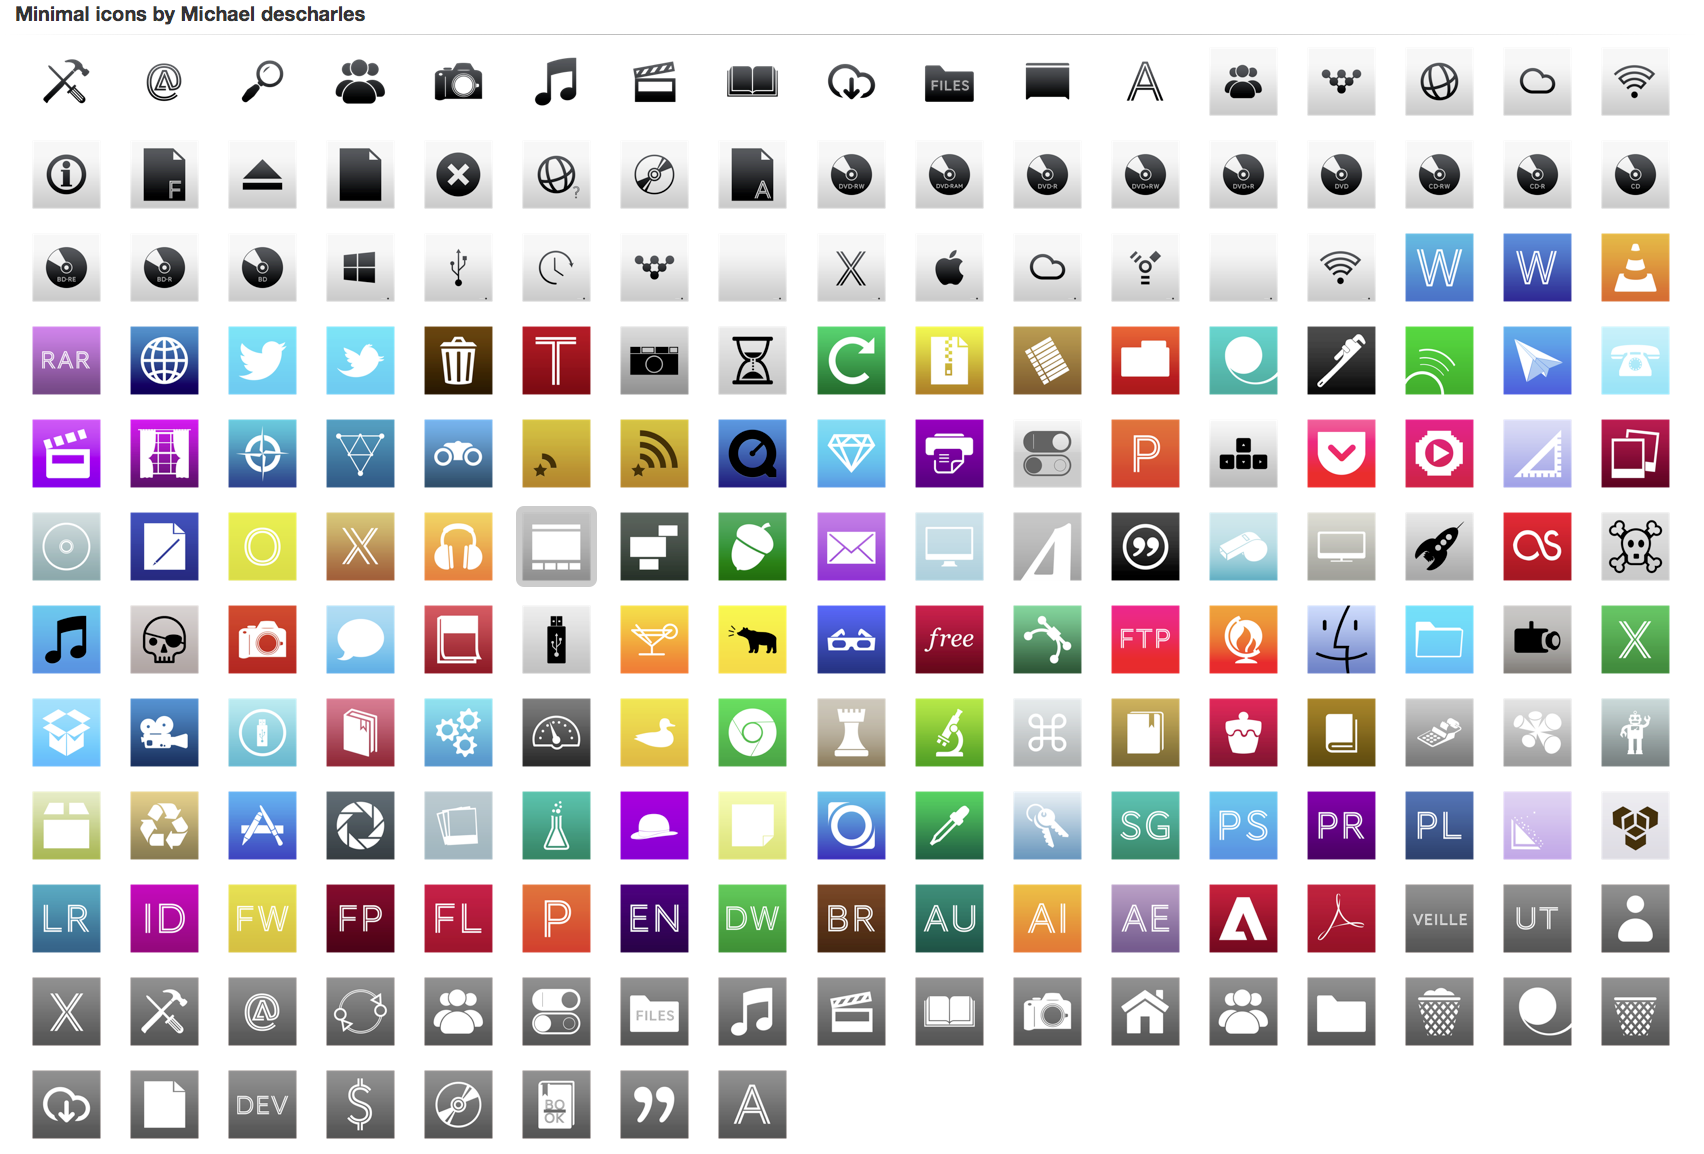 Minimal icons by Michael descharles
@ FILES A
i F ? A DVD-RW DVD-RAM DVD-R DVD+RW DVD+R DVD CD-RW CD-R CD
BD-RE BD-R BD X W W
RAR T
P
O X
free FTP X
SG PS PR PL
LR ID FW FP FL P EN DW BR AU AI AE VEILLE UT
X @ FILES
DEV $ BO
OK A